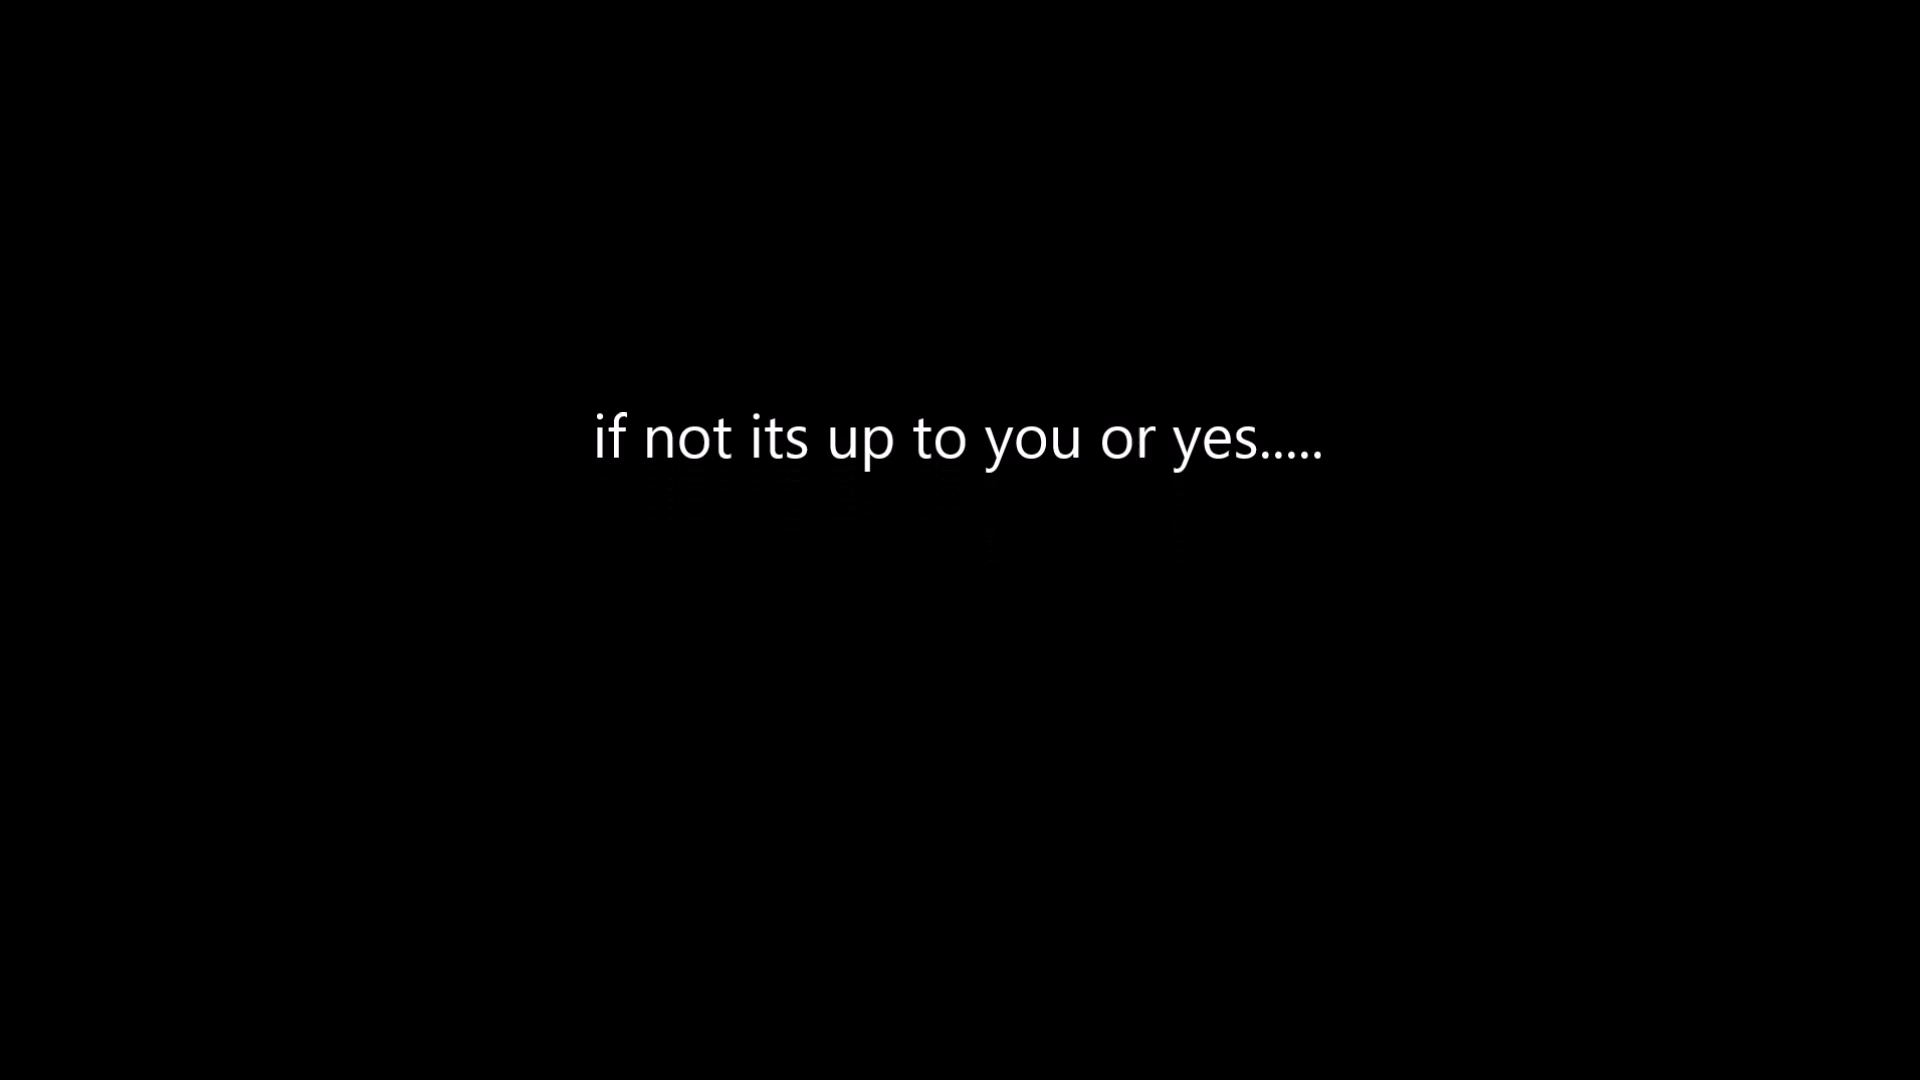 if not its up to you or yes.....